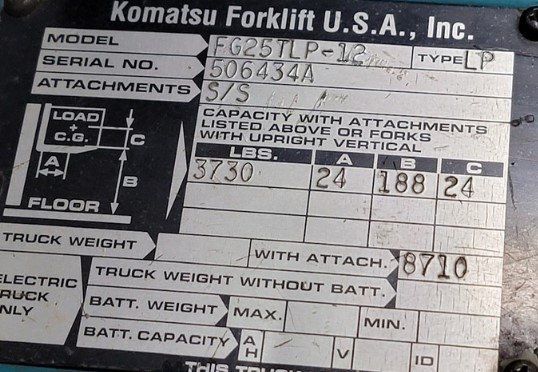 Komatsu Forklift U.S.A., Inc.
MODEL FG25TLP-12 TYPE LP
SERIAL NO. 506434A
ATTACHMENTS S/S
CAPACITY WITH ATTACHMENTS
LISTED ABOVE OR FORKS
WITH UPRIGHT VERTICAL
LOAD
+
C.G.
C
A
B
FLOOR
LBS. A B C
3730 24 188 24
TRUCK WEIGHT WITH ATTACH. 8710
ELECTRIC
TRUCK
ONLY
TRUCK WEIGHT WITHOUT BATT.
BATT. WEIGHT MAX. MIN.
BATT. CAPACITY AH V ID
THIS TRUCK